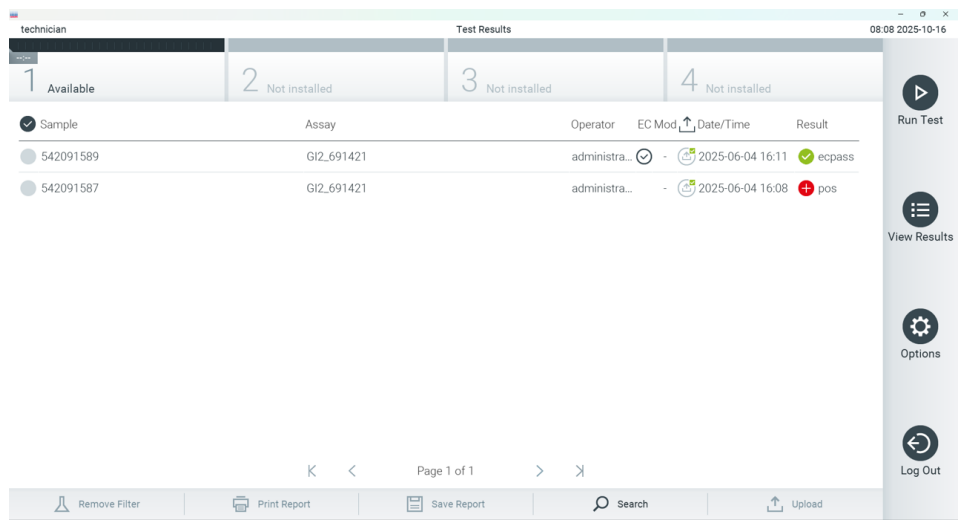 technician Test Results 08:08 2025-10-16
--:--
1 Available 2 Not installed 3 Not installed 4 Not installed
Run Test
Sample Assay Operator EC Mod Date/Time Result
542091589 GI2_691421 administra... - 2025-06-04 16:11 ecpass
542091587 GI2_691421 administra... - 2025-06-04 16:08 pos
View Results
Options
Page 1 of 1
Log Out
Remove Filter Print Report Save Report Search Upload